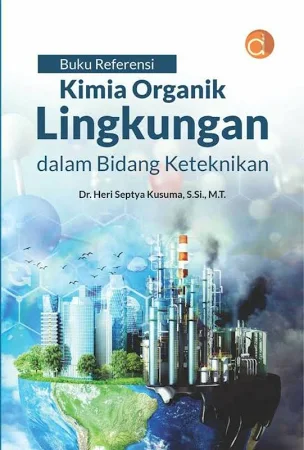 Buku Referensi
Kimia Organik
Lingkungan
dalam Bidang Keteknikan
Dr. Heri Septya Kusuma, S.Si., M.T.